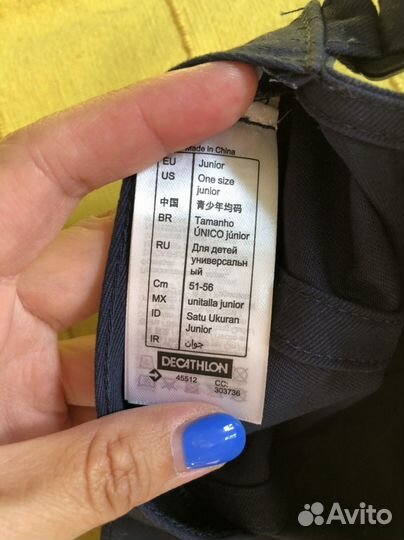 Made in China
EU Junior
US One size
junior
中国 青少年均码
BR Tamanho
ÚNICO júnior
RU Для детей
универсальн
ый
Cm 51-56
MX unitalla junior
ID Satu Ukuran
Junior
IR جوان
DECATHLON
45512 CC:
303736
Avito